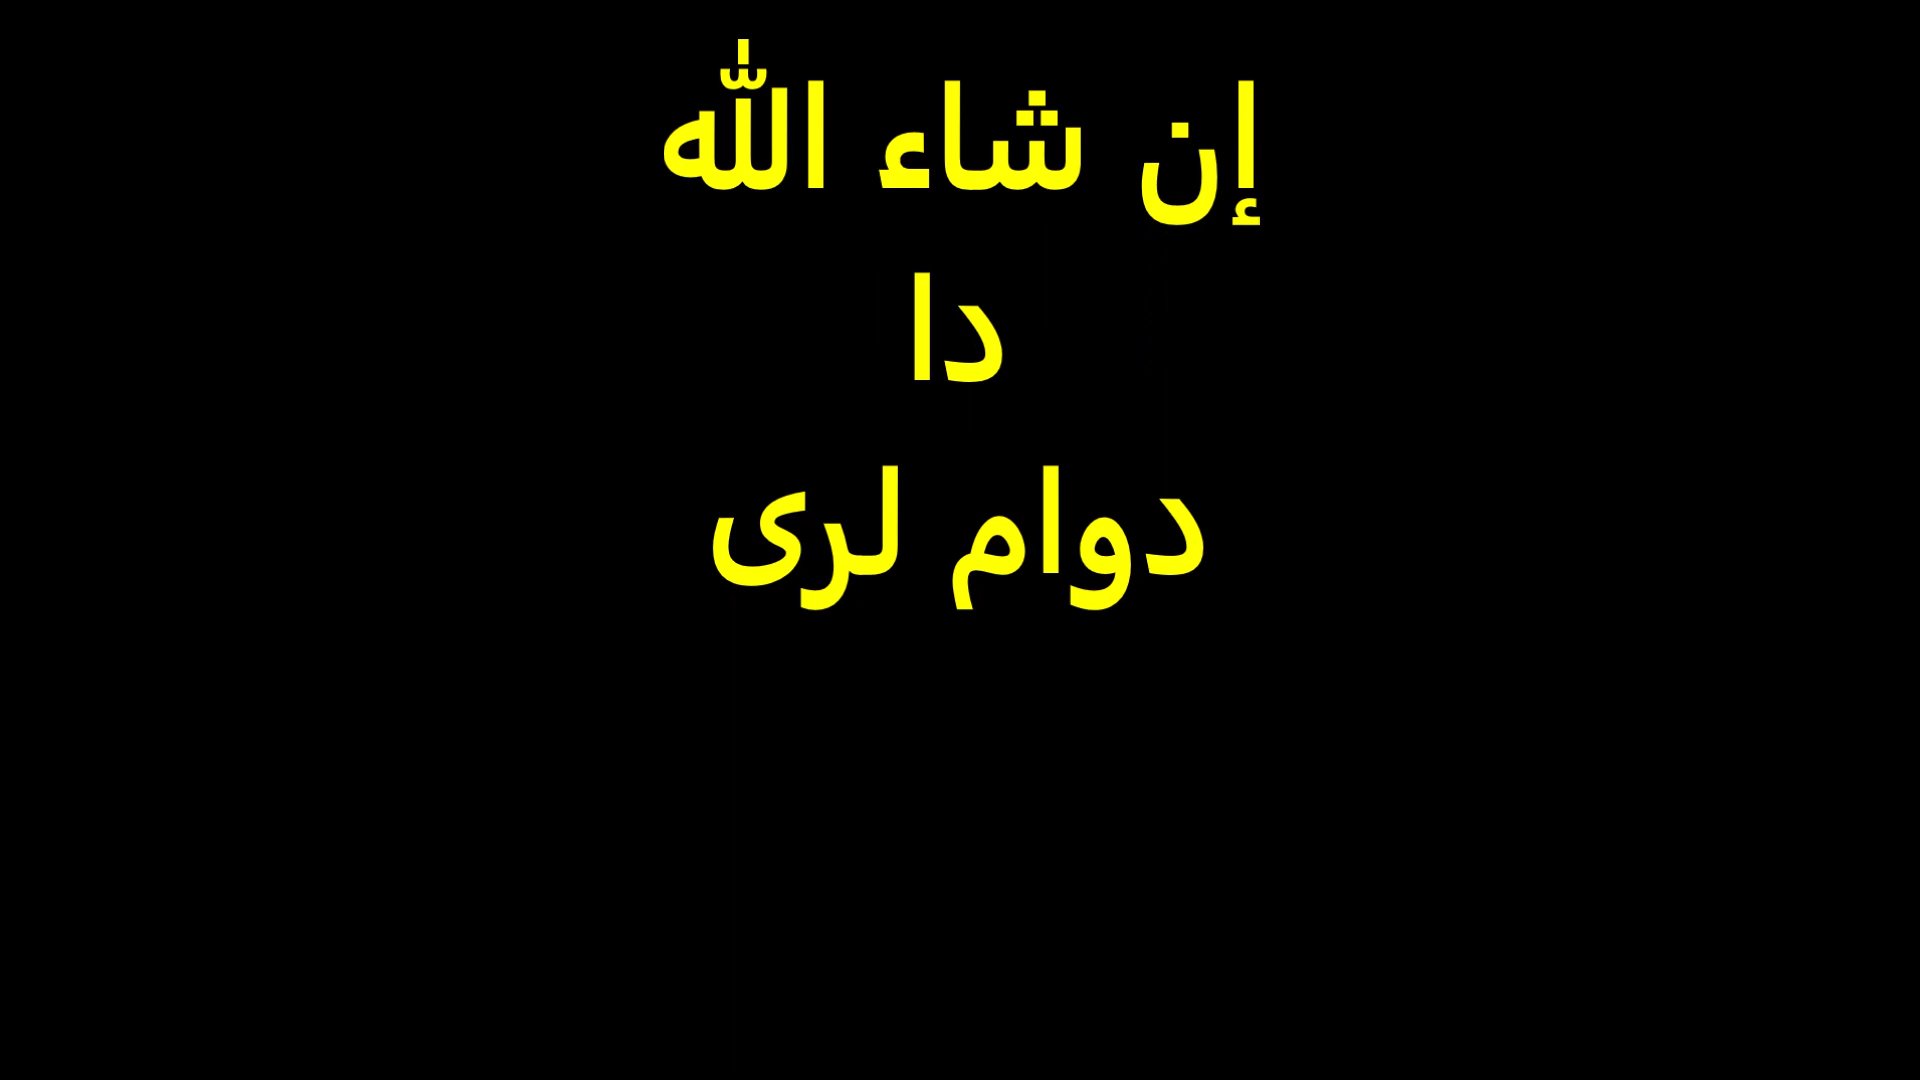 إن شاء الله
دا
دوام لری